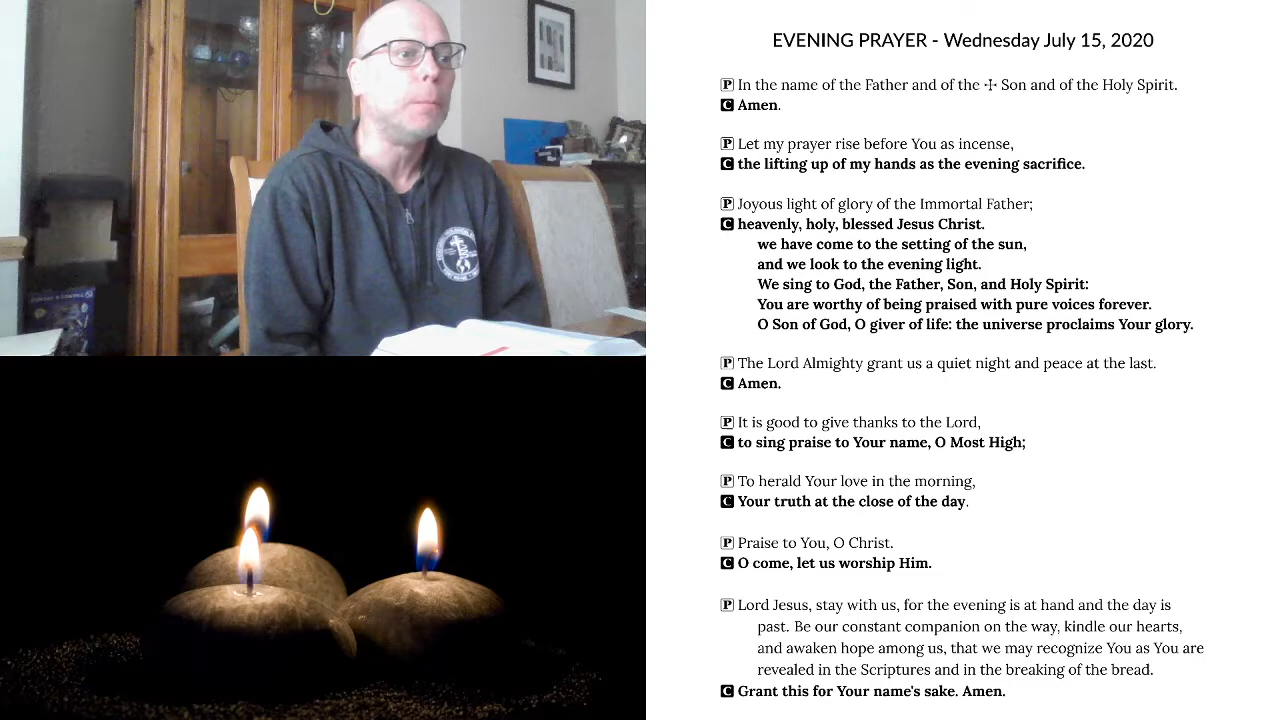 EVENING PRAYER - Wednesday July 15, 2020
P In the name of the Father and of the ☩ Son and of the Holy Spirit.
C Amen.
P Let my prayer rise before You as incense,
C the lifting up of my hands as the evening sacrifice.
P Joyous light of glory of the Immortal Father;
C heavenly, holy, blessed Jesus Christ.
we have come to the setting of the sun,
and we look to the evening light.
We sing to God, the Father, Son, and Holy Spirit:
You are worthy of being praised with pure voices forever.
O Son of God, O giver of life: the universe proclaims Your glory.
P The Lord Almighty grant us a quiet night and peace at the last.
C Amen.
P It is good to give thanks to the Lord,
C to sing praise to Your name, O Most High;
P To herald Your love in the morning,
C Your truth at the close of the day.
P Praise to You, O Christ.
C O come, let us worship Him.
P Lord Jesus, stay with us, for the evening is at hand and the day is
past. Be our constant companion on the way, kindle our hearts,
and awaken hope among us, that we may recognize You as You are
revealed in the Scriptures and in the breaking of the bread.
C Grant this for Your name's sake. Amen.